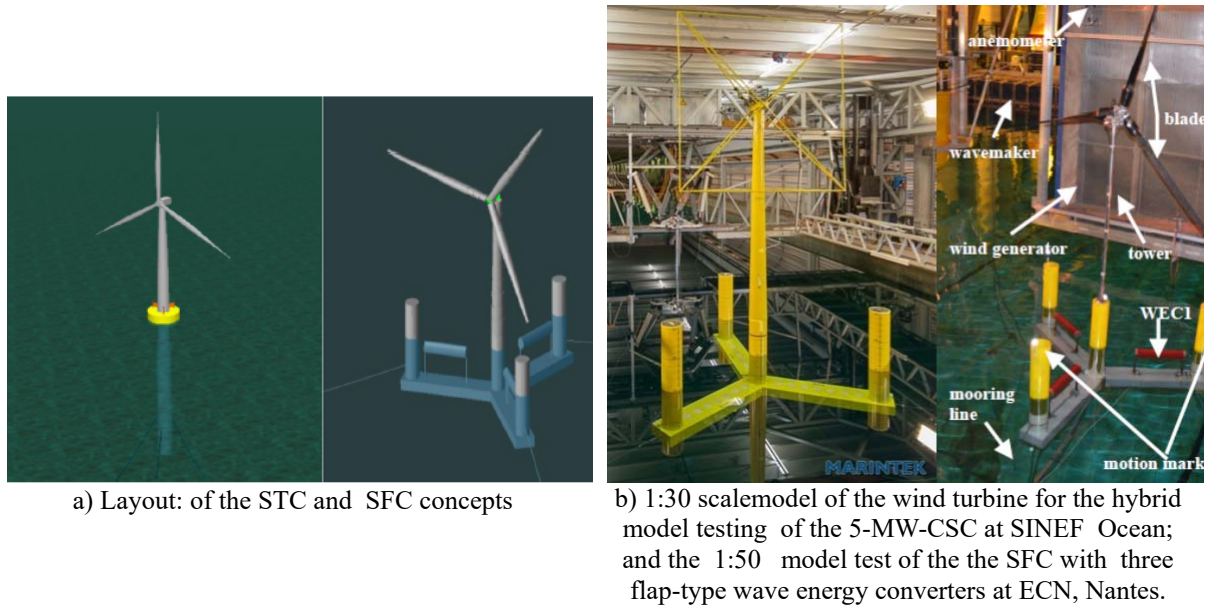 anemometer
blade
wavemaker
wind generator
tower
WEC1
mooring
line
motion mark
MARINTEK
a) Layout: of the STC and SFC concepts
b) 1:30 scalemodel of the wind turbine for the hybrid
model testing of the 5-MW-CSC at SINEF Ocean;
and the 1:50 model test of the the SFC with three
flap-type wave energy converters at ECN, Nantes.